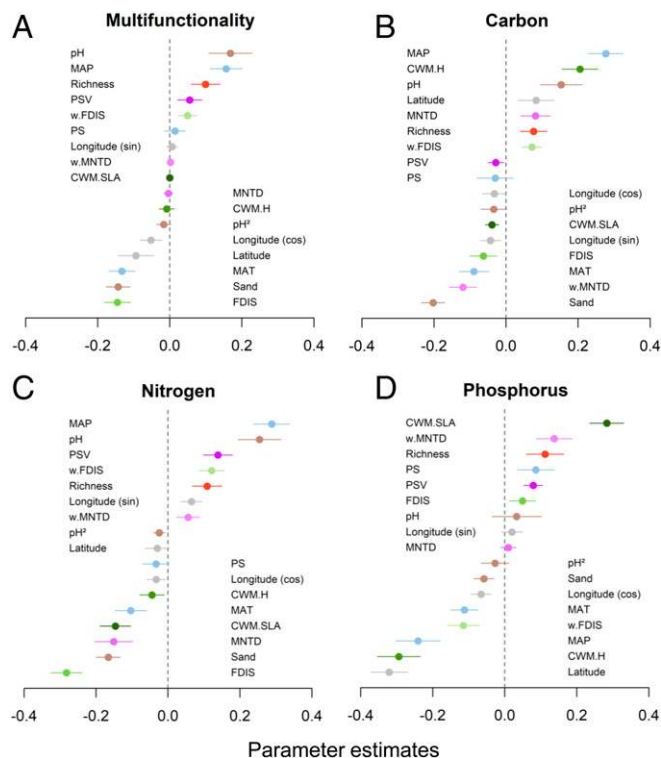 A Multifunctionality
pH
MAP
Richness
PSV
w.FDIS
PS
Longitude (sin)
w.MNTD
CWM.SLA
MNTD
CWM.H
pH²
Longitude (cos)
Latitude
MAT
Sand
FDIS
-0.4 -0.2 0.0 0.2 0.4
B Carbon
MAP
CWM.H
pH
Latitude
MNTD
Richness
w.FDIS
PSV
PS
Longitude (cos)
pH²
CWM.SLA
Longitude (sin)
FDIS
MAT
w.MNTD
Sand
-0.4 -0.2 0.0 0.2 0.4
C Nitrogen
MAP
pH
PSV
w.FDIS
Richness
Longitude (sin)
w.MNTD
pH²
Latitude
PS
Longitude (cos)
CWM.H
MAT
CWM.SLA
MNTD
Sand
FDIS
-0.4 -0.2 0.0 0.2 0.4
D Phosphorus
CWM.SLA
w.MNTD
Richness
PS
PSV
FDIS
pH
Longitude (sin)
MNTD
pH²
Sand
Longitude (cos)
MAT
w.FDIS
MAP
CWM.H
Latitude
-0.4 -0.2 0.0 0.2 0.4
Parameter estimates